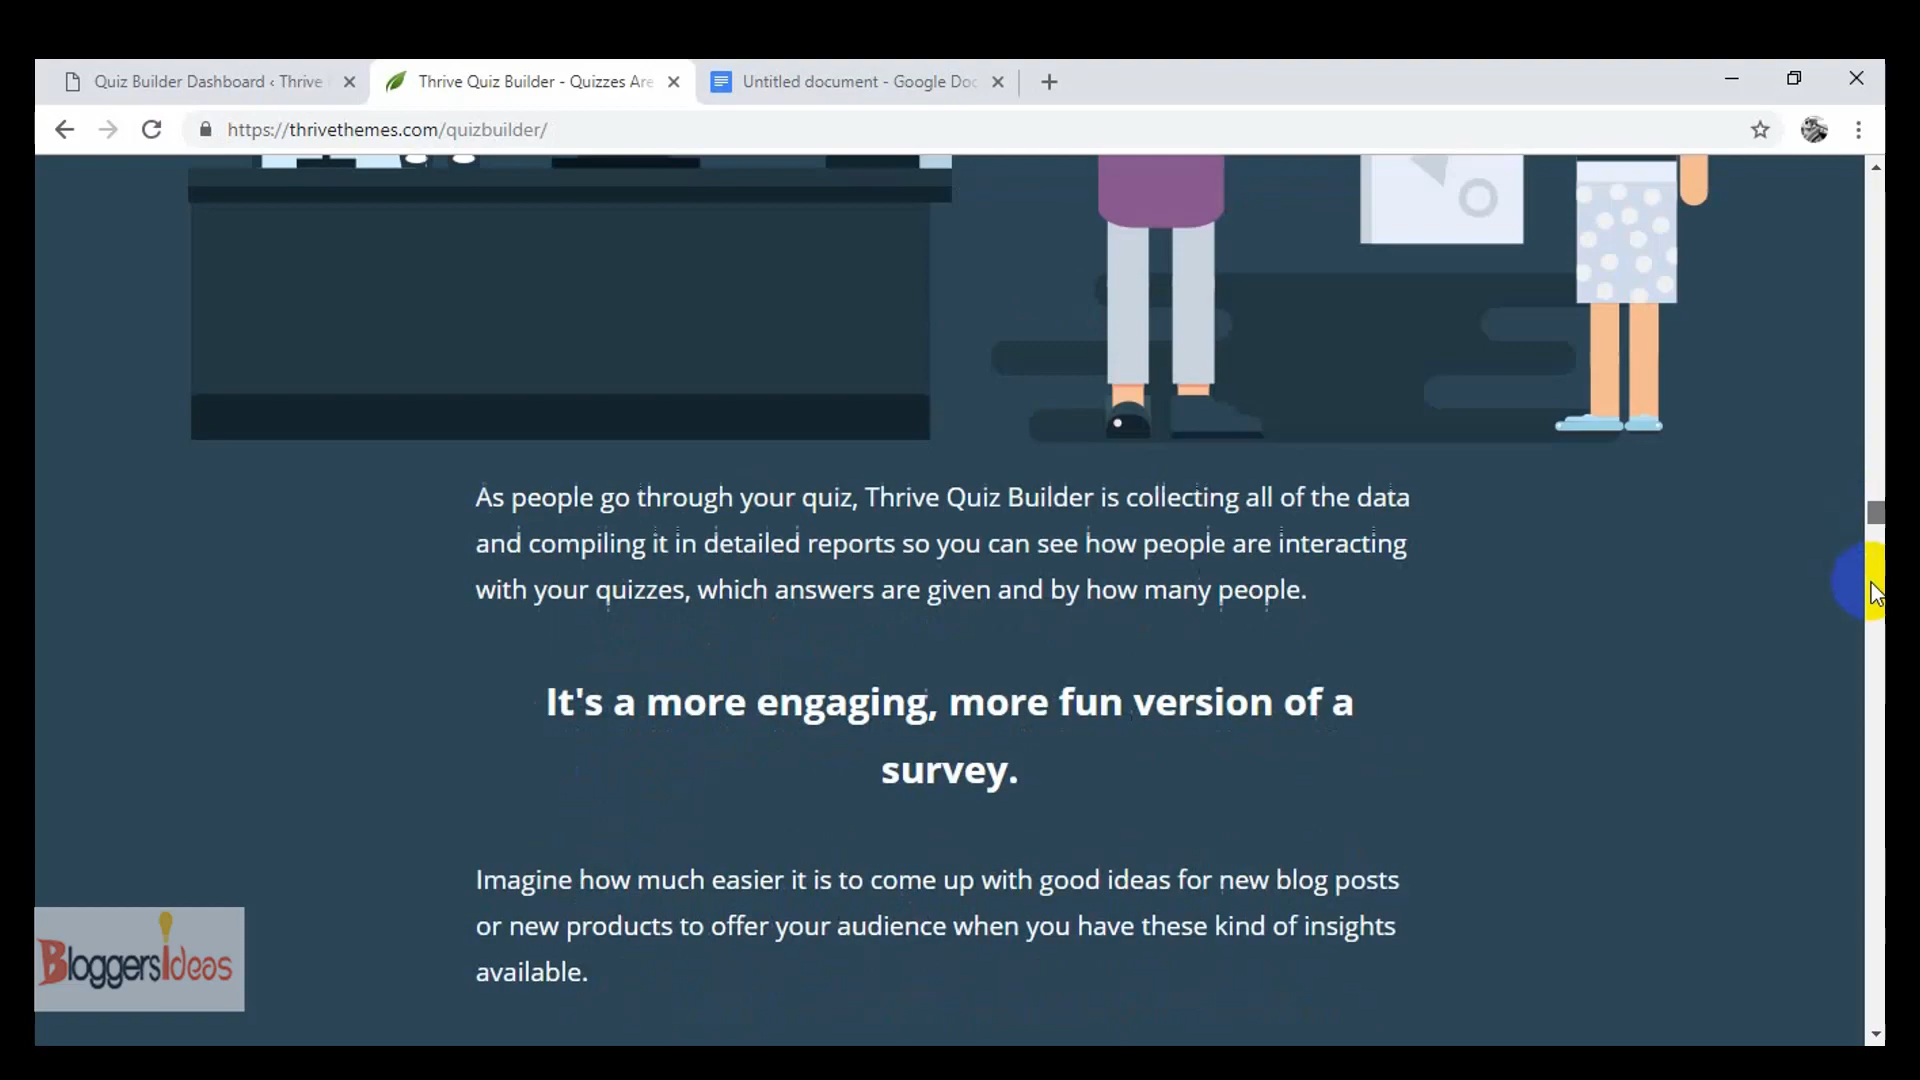 Quiz Builder Dashboard ‹ Thrive
Thrive Quiz Builder - Quizzes Are
Untitled document - Google Doc
https://thrivethemes.com/quizbuilder/
As people go through your quiz, Thrive Quiz Builder is collecting all of the data
and compiling it in detailed reports so you can see how people are interacting
with your quizzes, which answers are given and by how many people.
It's a more engaging, more fun version of a
survey.
Imagine how much easier it is to come up with good ideas for new blog posts
or new products to offer your audience when you have these kind of insights
available.
BloggersIdeas